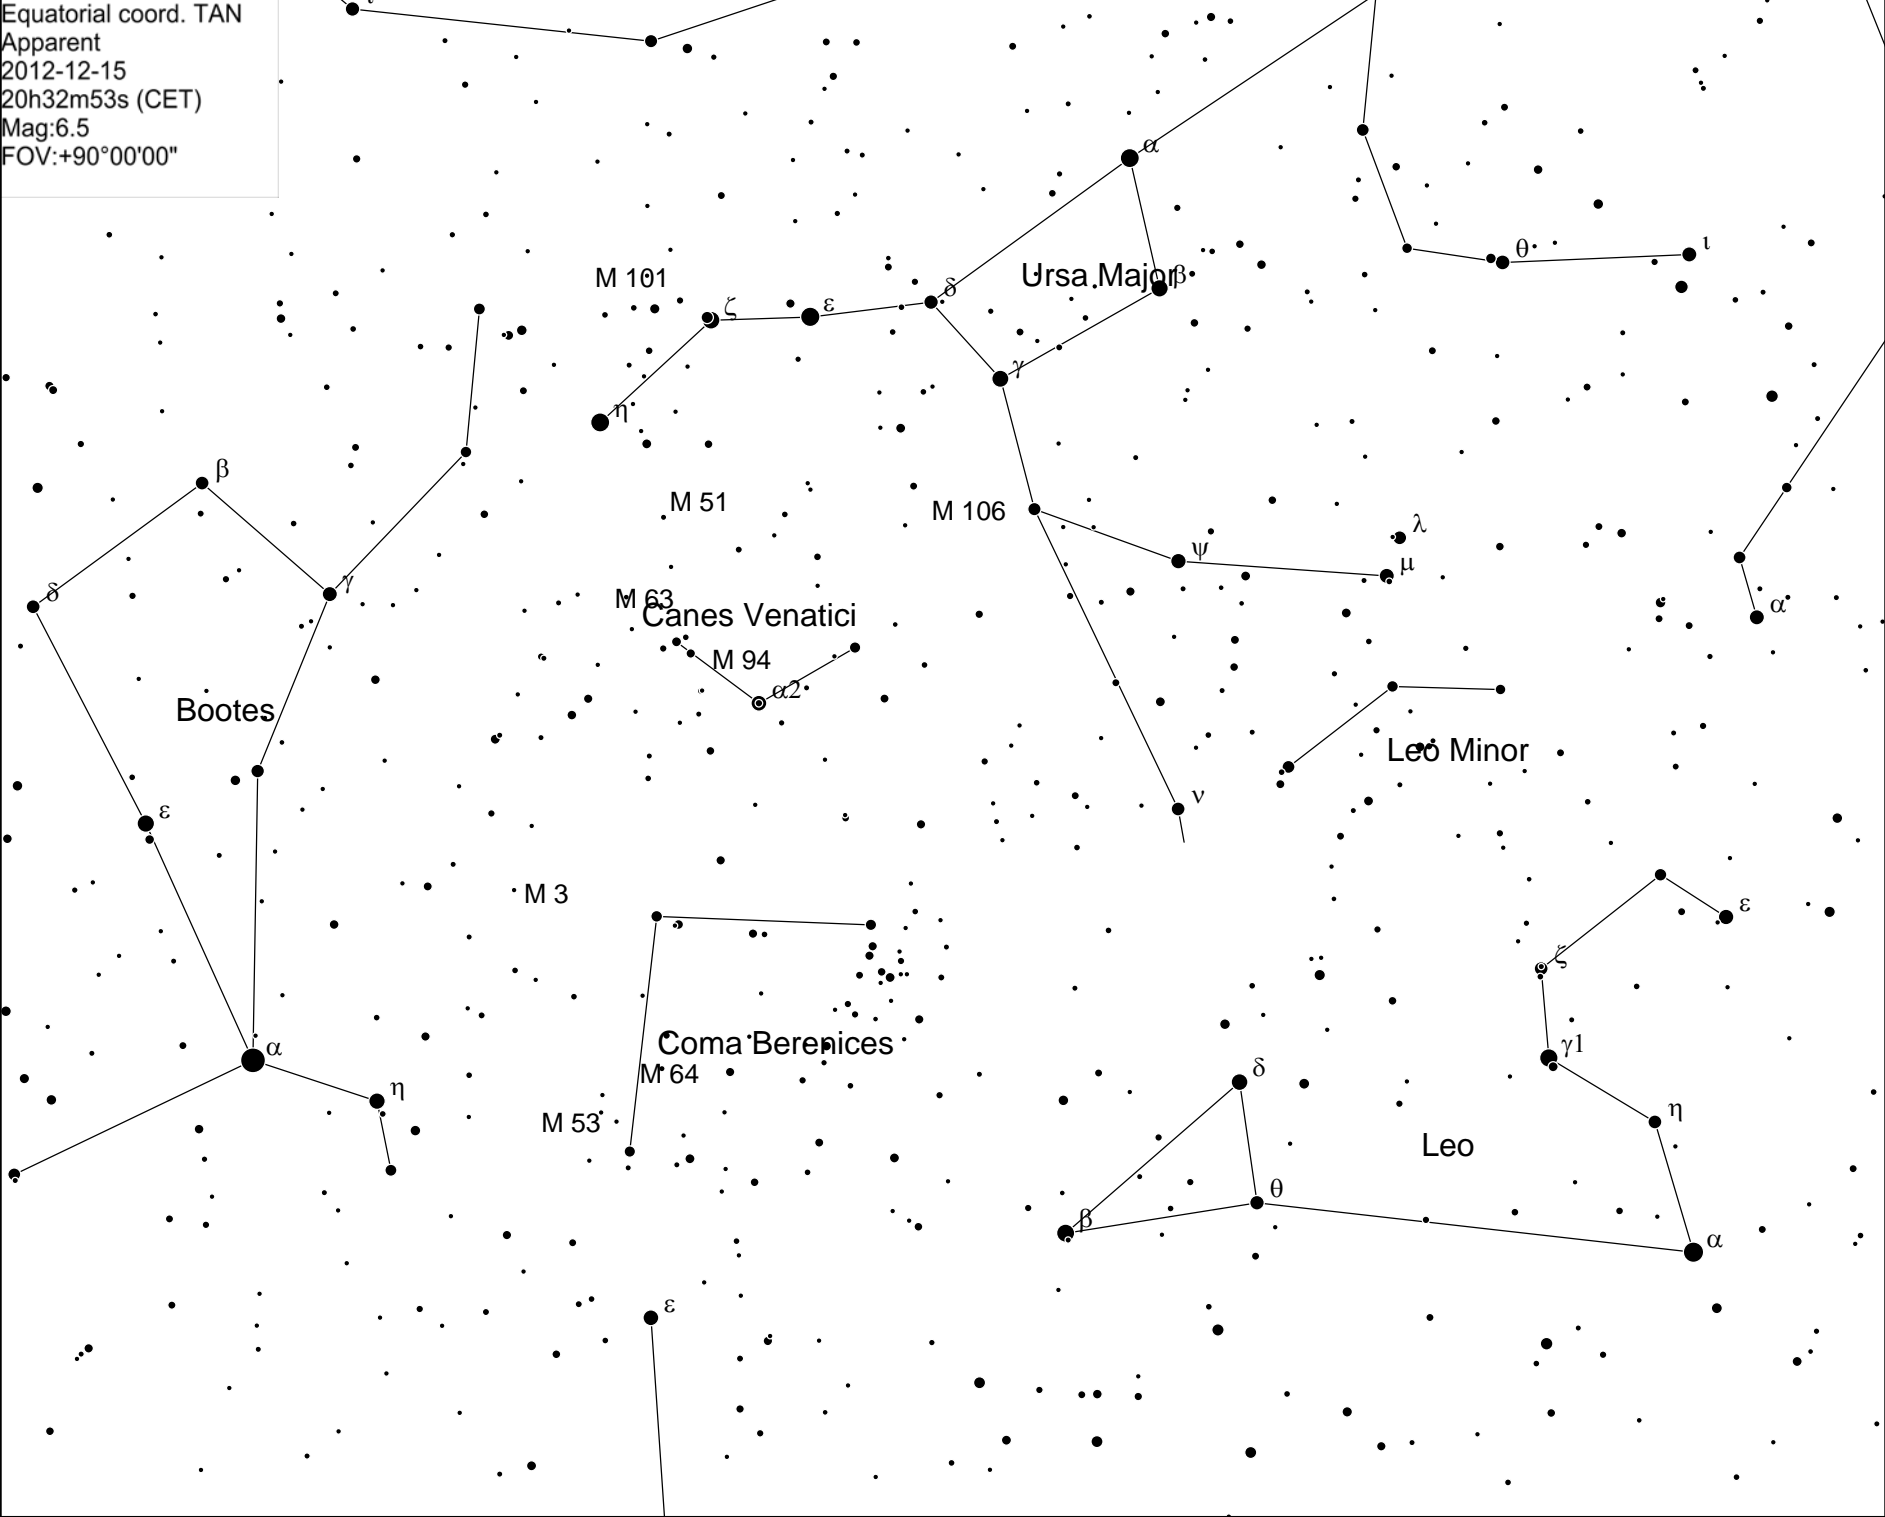 Equatorial coord. TAN
Apparent
2012-12-15
20h32m53s (CET)
Mag:6.5
FOV:+90°00'00"
α
θ
ι
M 101
Ursa Major
β
δ
ζ
ε
γ
η
β
M 51
M 106
λ
ψ
μ
δ
γ
M 63
Canes Venatici
α
M 94
α2
Bootes
Leo Minor
ν
ε
M 3
ε
ζ
Coma Berenices
α
γ1
M 64
δ
η
η
M 53
Leo
θ
β
α
ε